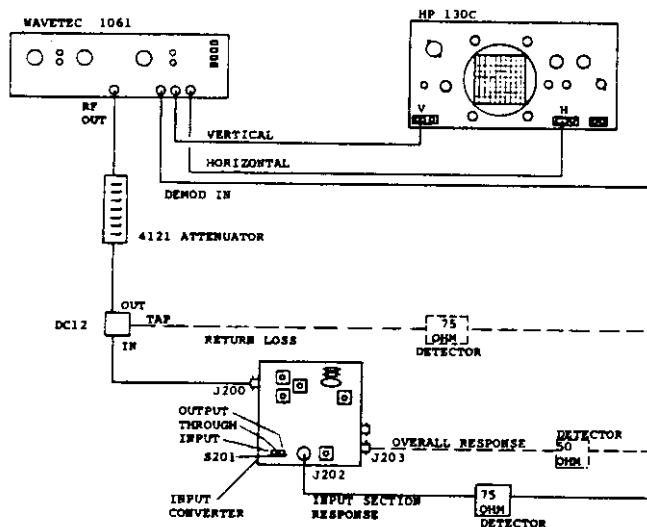 WAVETEC 1061
HP 130C
RF
OUT
V
H
VERTICAL
HORIZONTAL
DEMOD IN
4121 ATTENUATOR
OUT
DC12
TAP
IN
RETURN LOSS
75
OHM
DETECTOR
J200
OUTPUT
THROUGH
INPUT
S201
J202
J203
OVERALL RESPONSE
DETECTOR
50
OHM
INPUT
CONVERTER
INPUT SECTION
RESPONSE
75
OHM
DETECTOR